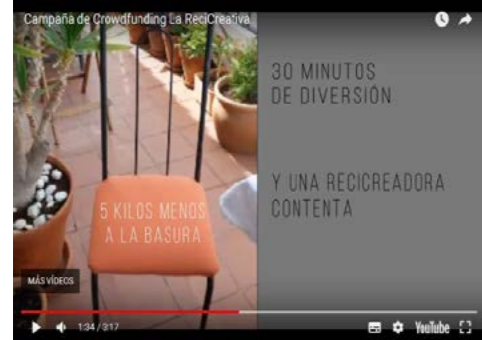 Campaña de Crowdfunding La ReciCreativa
30 MINUTOS
DE DIVERSIÓN
5 KILOS MENOS
A LA BASURA
Y UNA RECICREADORA
CONTENTA
MÁS VÍDEOS
1:34 / 3:17
YouTube